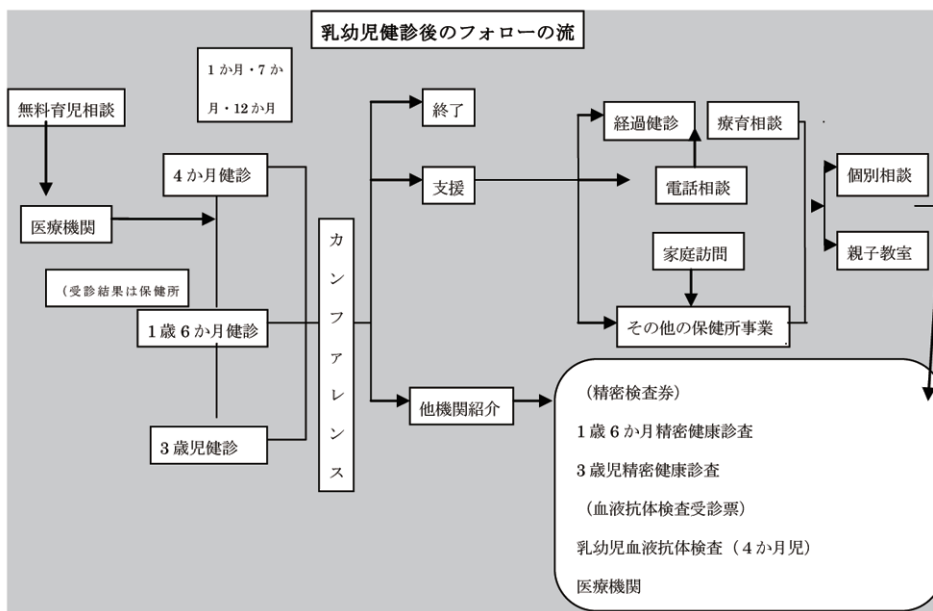 乳幼児健診後のフォローの流
1か月・7か
月・12か月
無料育児相談
終了
経過健診
療育相談
4か月健診
支援
電話相談
個別相談
医療機関
カンファレンス
家庭訪問
親子教室
（受診結果は保健所
1歳6か月健診
その他の保健所事業
他機関紹介
3歳児健診
（精密検査券）
1歳6か月精密健康診査
3歳児精密健康診査
（血液抗体検査受診票）
乳幼児血液抗体検査（4か月児）
医療機関